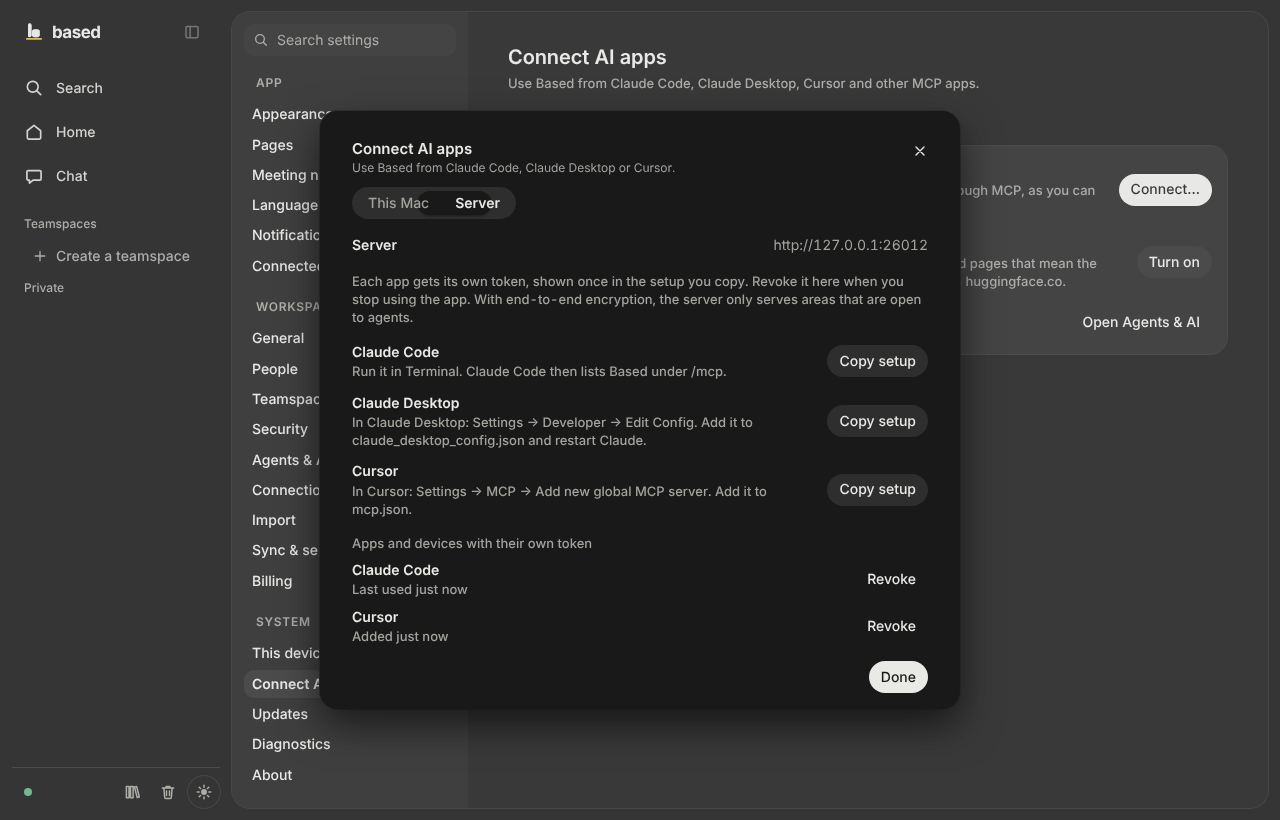 based
Search
Home
Chat
Teamspaces
Create a teamspace
Private
Search settings
APP
Appearance
Pages
Meeting n
Language
Notificatio
Connected
WORKSPA
General
People
Teamspac
Security
Agents & A
Connectio
Import
Sync & se
Billing
SYSTEM
This devic
Connect A
Updates
Diagnostics
About
Connect AI apps
Use Based from Claude Code, Claude Desktop, Cursor and other MCP apps.
ough MCP, as you can
Connect...
d pages that mean the
huggingface.co.
Turn on
Open Agents & AI
Connect AI apps
Use Based from Claude Code, Claude Desktop or Cursor.
This Mac
Server
Server
http://127.0.0.1:26012
Each app gets its own token, shown once in the setup you copy. Revoke it here when you
stop using the app. With end-to-end encryption, the server only serves areas that are open
to agents.
Claude Code
Run it in Terminal. Claude Code then lists Based under /mcp.
Copy setup
Claude Desktop
In Claude Desktop: Settings → Developer → Edit Config. Add it to
claude_desktop_config.json and restart Claude.
Copy setup
Cursor
In Cursor: Settings → MCP → Add new global MCP server. Add it to
mcp.json.
Copy setup
Apps and devices with their own token
Claude Code
Last used just now
Revoke
Cursor
Added just now
Revoke
Done